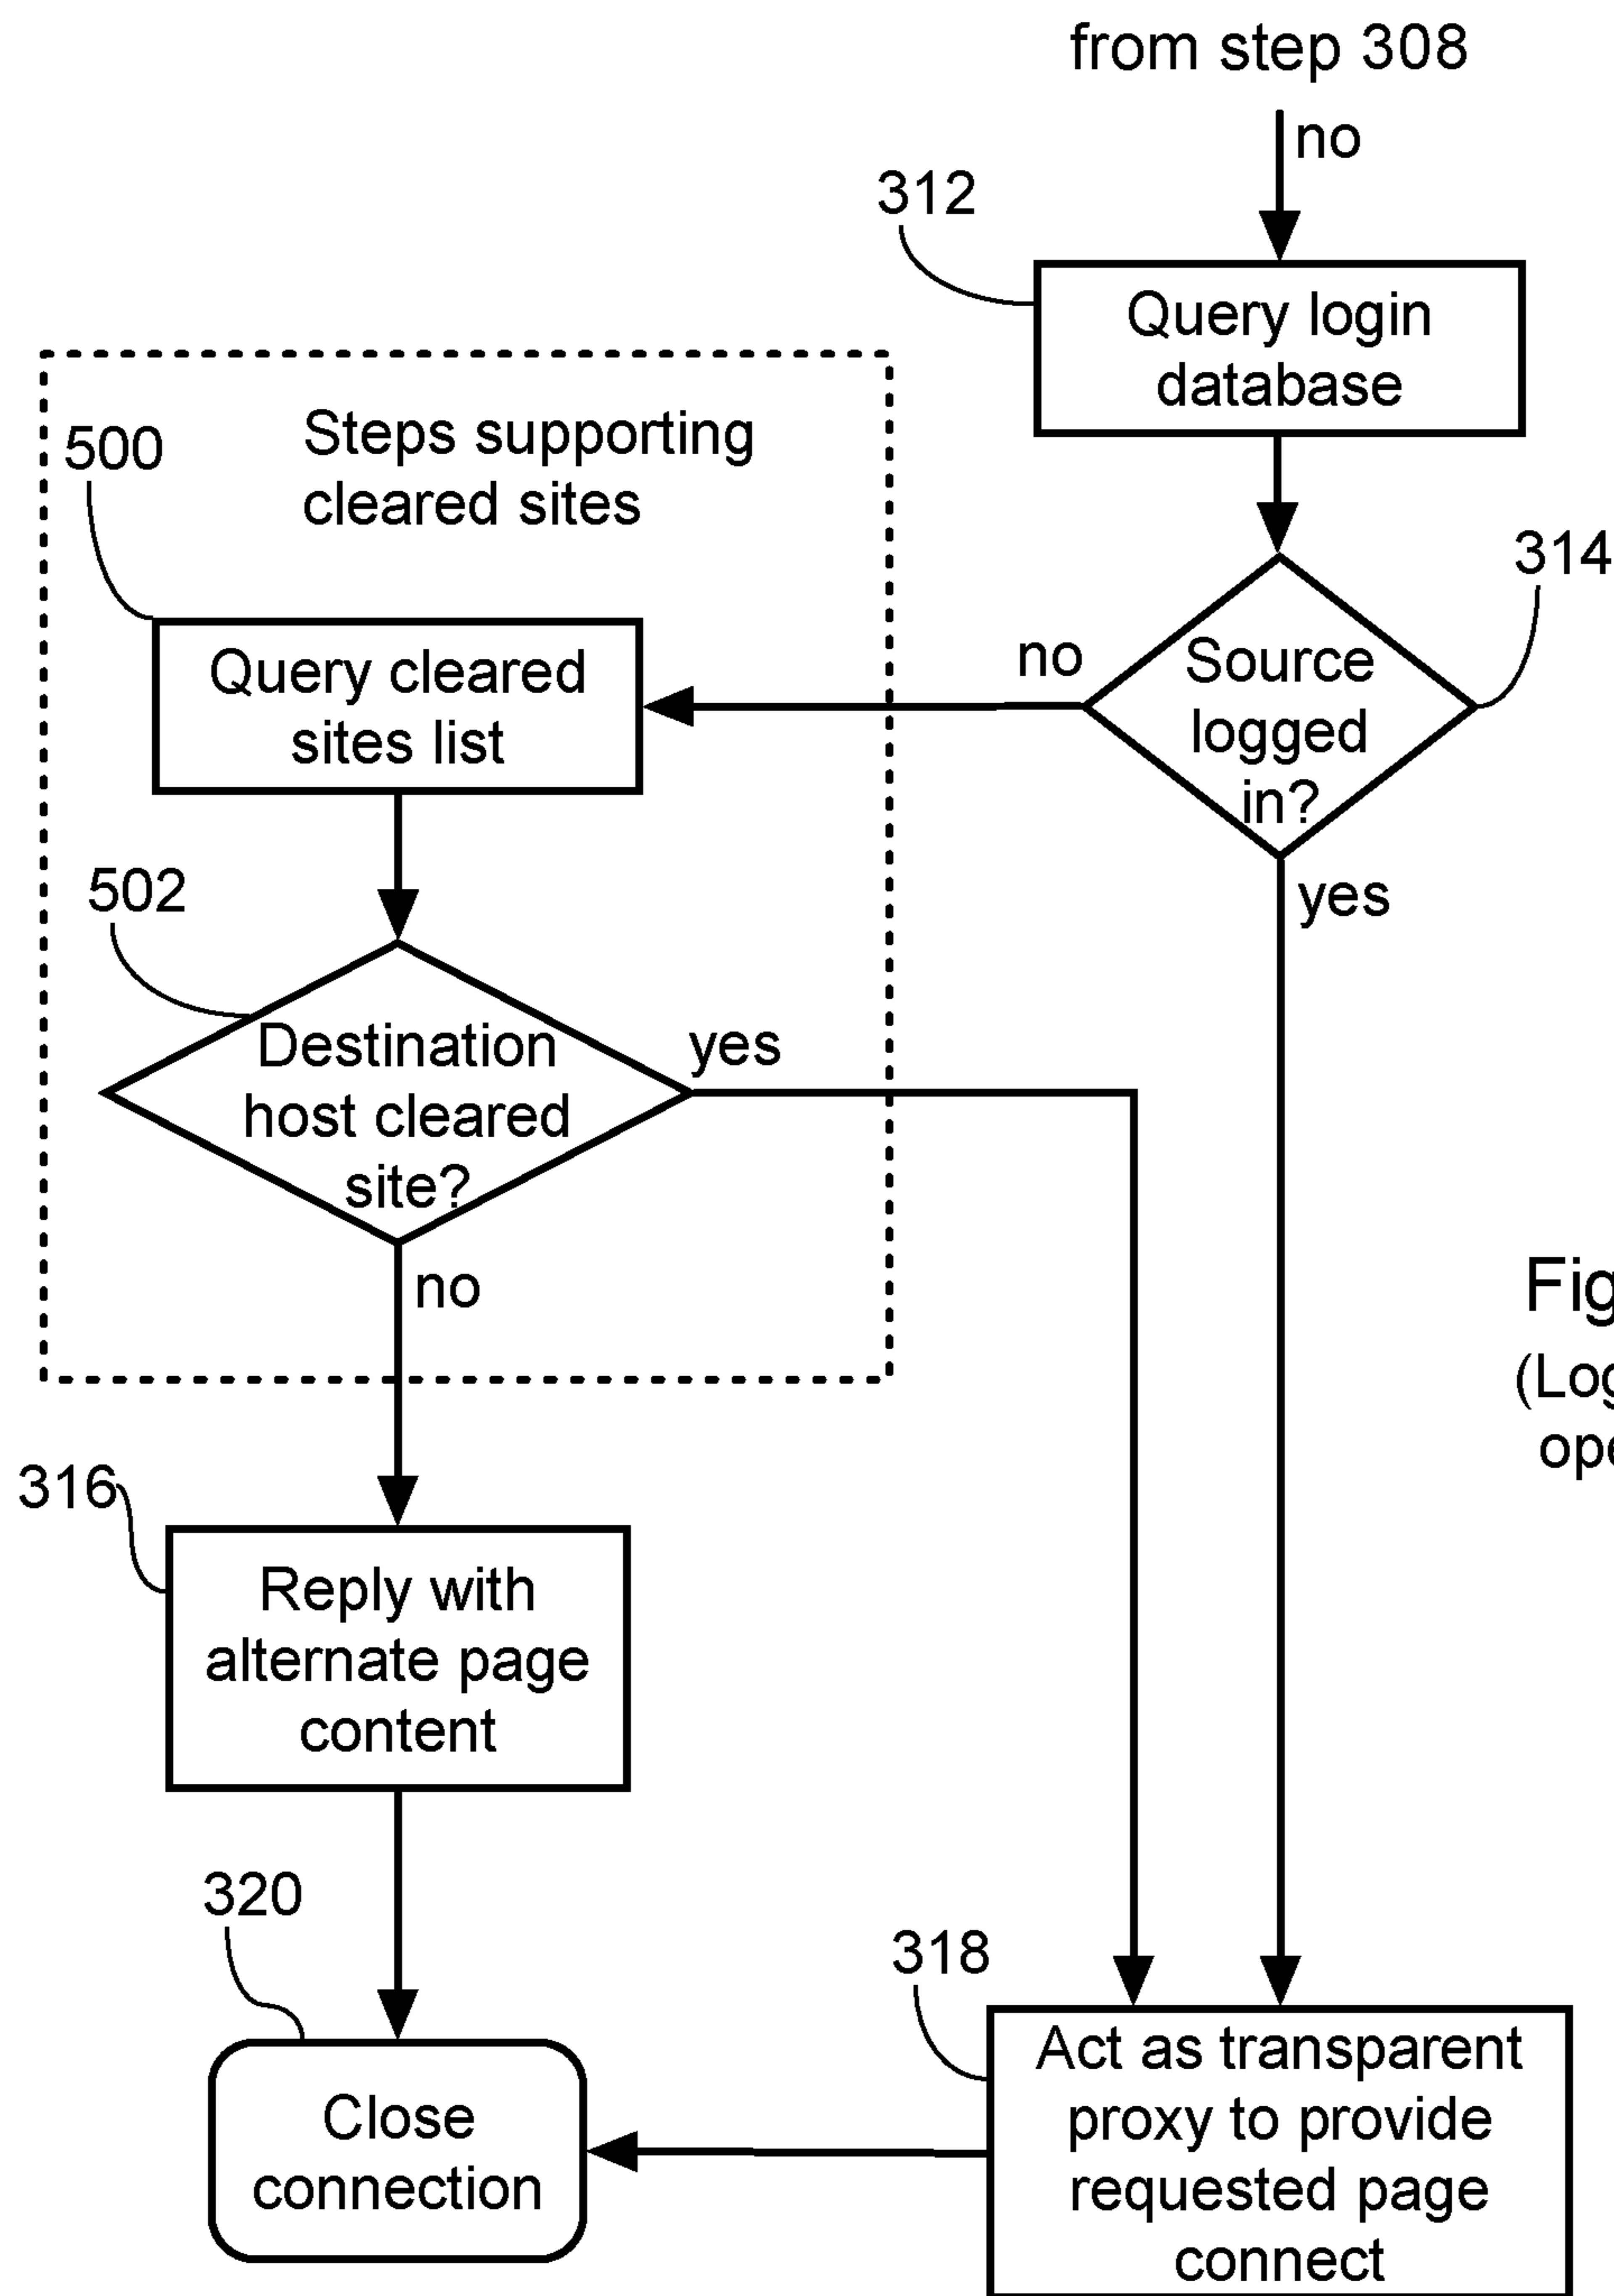 from step 308
no
312
Query login
database
314
Source
logged
in?
no
yes
Steps supporting
cleared sites
500
Query cleared
sites list
502
Destination
host cleared
site?
yes
no
Fig
316
Reply with
alternate page
content
320
Close
connection
318
Act as transparent
proxy to provide
requested page
connect